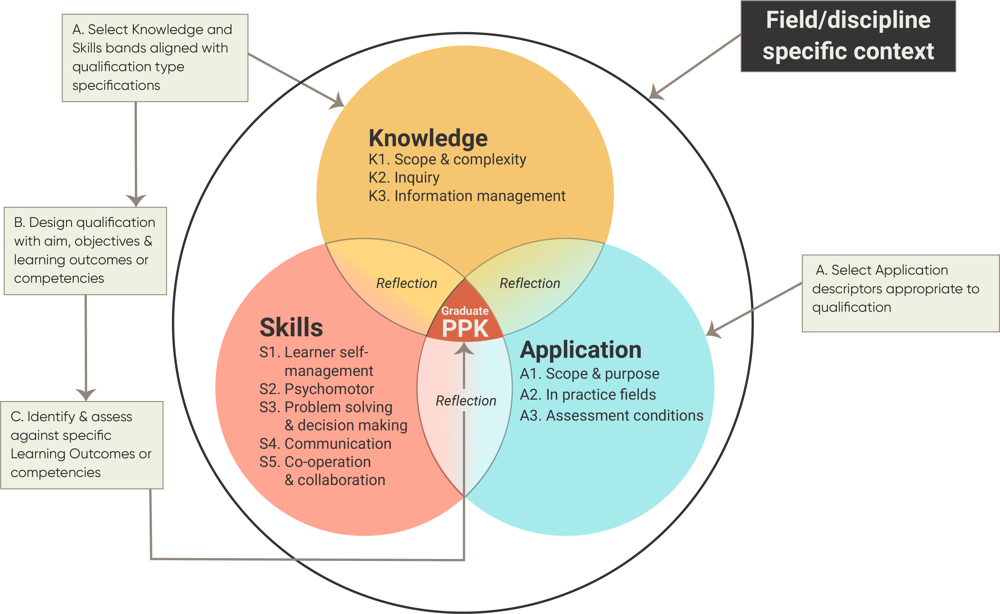 Field/discipline
specific context
A. Select Knowledge and
Skills bands aligned with
qualification type
specifications
Knowledge
K1. Scope & complexity
K2. Inquiry
K3. Information management
B. Design qualification
with aim, objectives &
learning outcomes or
competencies
A. Select Application
descriptors appropriate to
qualification
Reflection
Reflection
Graduate
PPK
Skills
S1. Learner self-
management
S2. Psychomotor
S3. Problem solving
& decision making
S4. Communication
S5. Co-operation
& collaboration
Application
A1. Scope & purpose
A2. In practice fields
A3. Assessment conditions
Reflection
C. Identify & assess
against specific
Learning Outcomes or
competencies